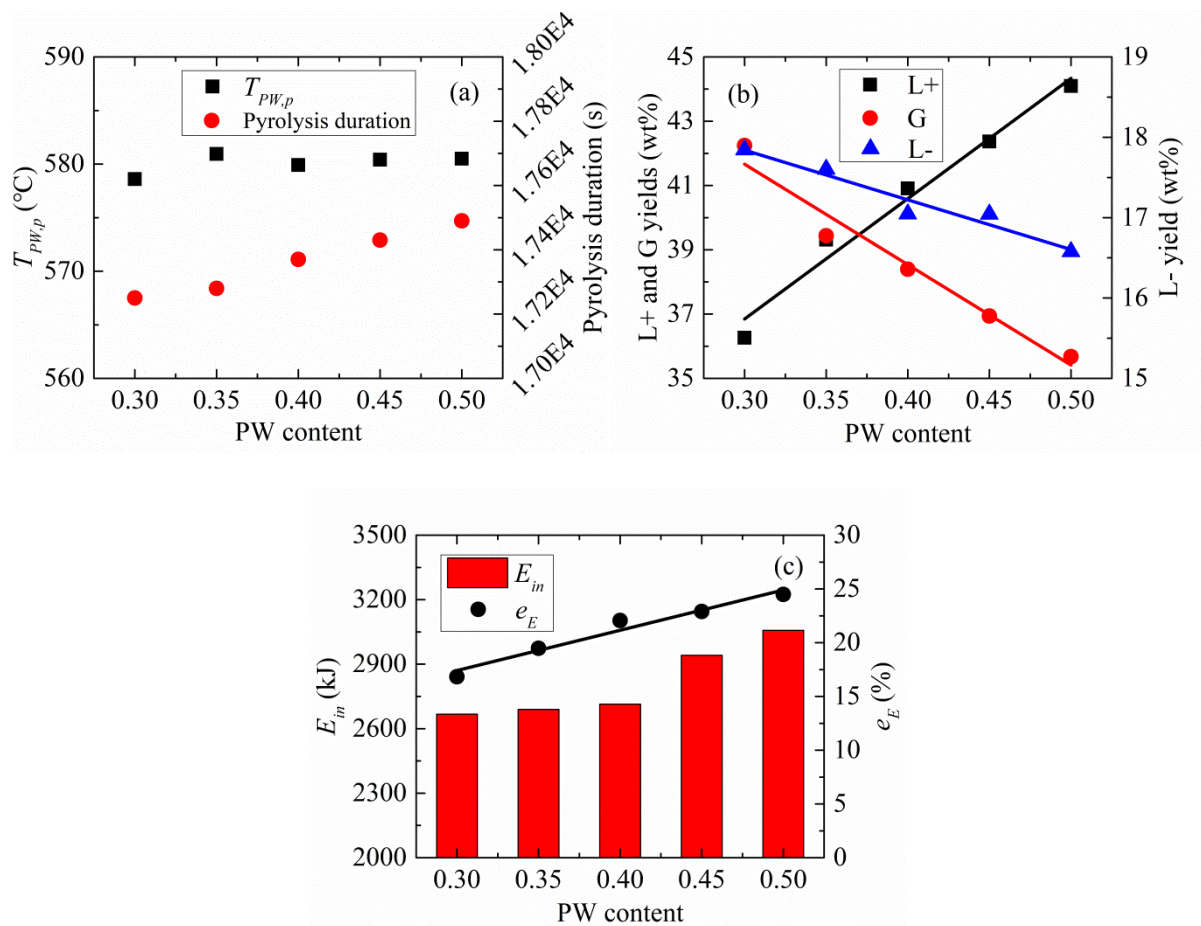 590
580
570
560
T_PW,p (°C)
T_PW,p
Pyrolysis duration
(a)
1.80E4
1.78E4
1.76E4
1.74E4
1.72E4
1.70E4
Pyrolysis duration (s)
0.30 0.35 0.40 0.45 0.50
PW content
45
43
41
39
37
35
L+ and G yields (wt%)
(b)
L+
G
L-
19
18
17
16
15
L- yield (wt%)
0.30 0.35 0.40 0.45 0.50
PW content
3500
3200
2900
2600
2300
2000
E_in (kJ)
E_in
e_E
(c)
30
25
20
15
10
5
0
e_E (%)
0.30 0.35 0.40 0.45 0.50
PW content